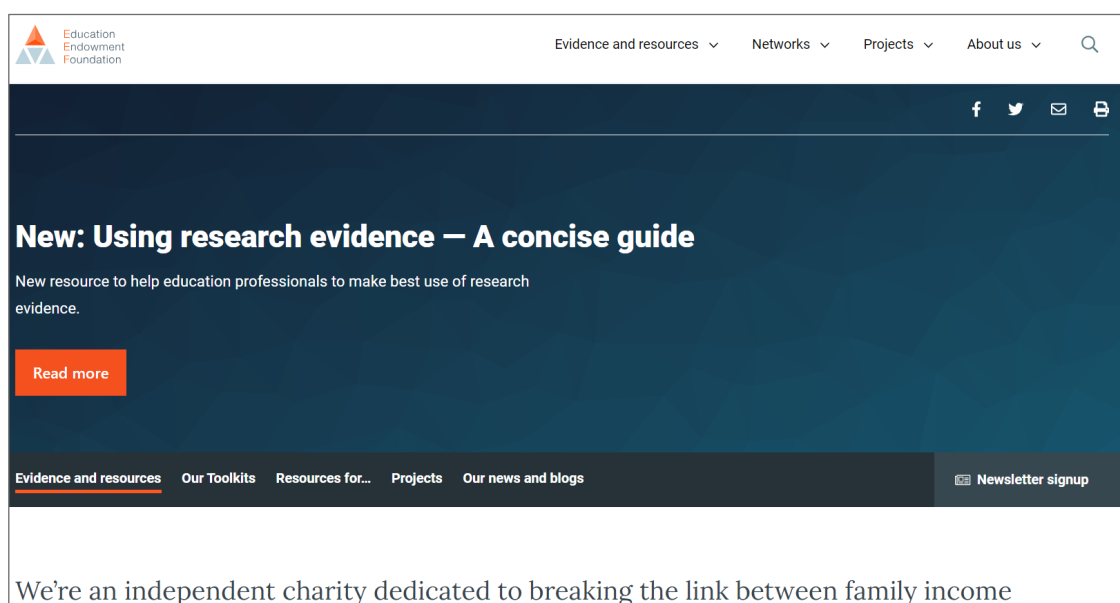 Education
Endowment
Foundation
Evidence and resources
Networks
Projects
About us
New: Using research evidence — A concise guide
New resource to help education professionals to make best use of research
evidence.
Read more
Evidence and resources
Our Toolkits
Resources for...
Projects
Our news and blogs
Newsletter signup
We're an independent charity dedicated to breaking the link between family income